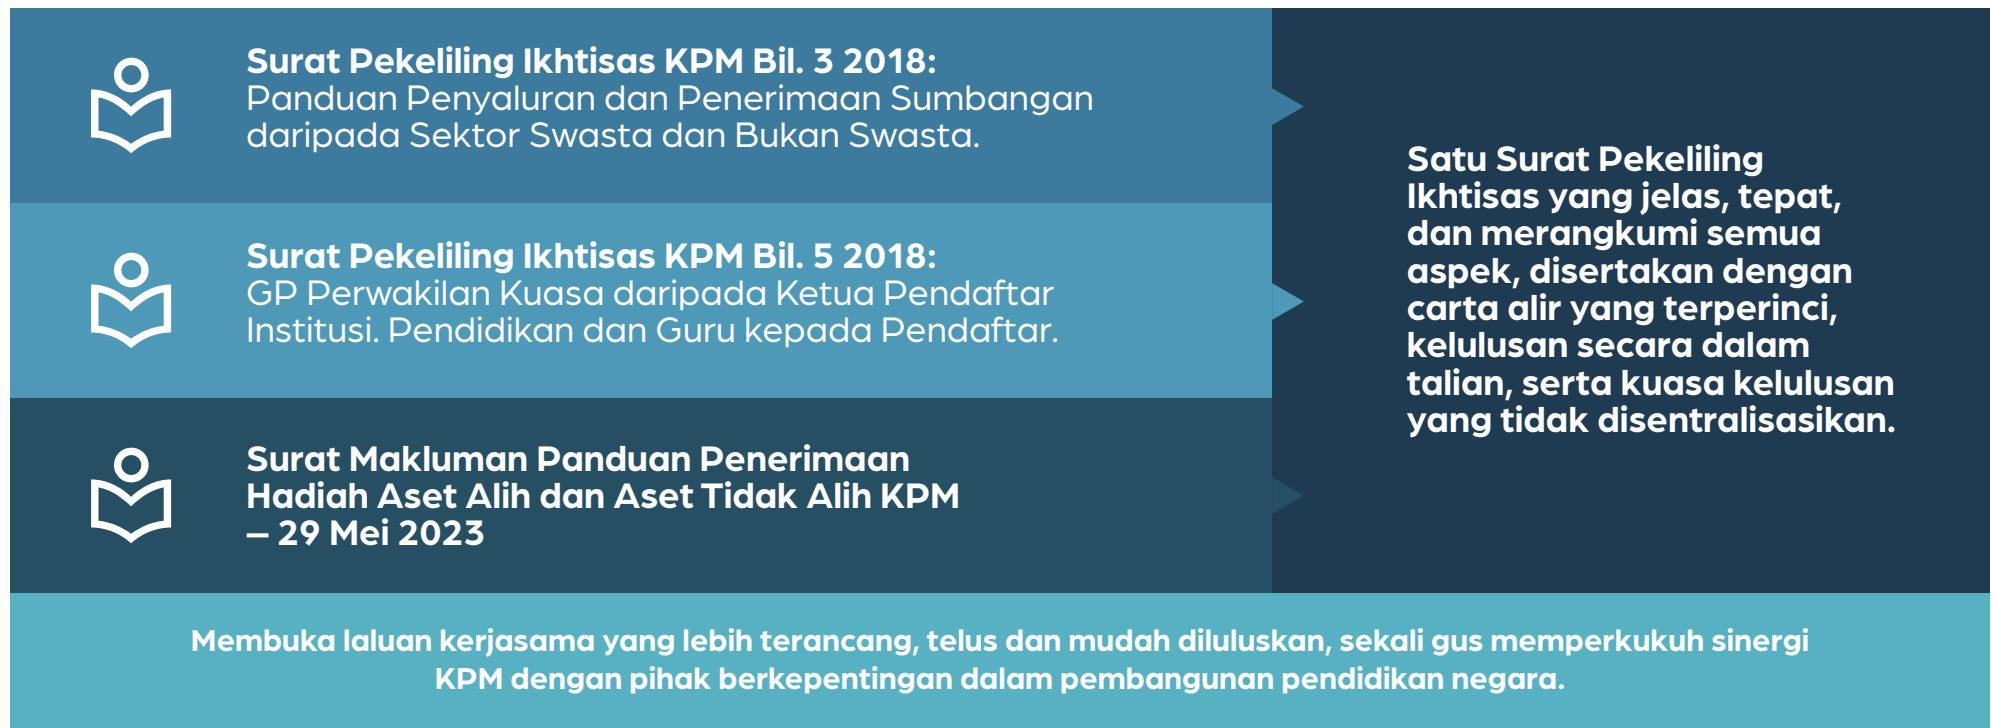 Surat Pekeliling Ikhtisas KPM Bil. 3 2018:
Panduan Penyaluran dan Penerimaan Sumbangan
daripada Sektor Swasta dan Bukan Swasta.
Surat Pekeliling Ikhtisas KPM Bil. 5 2018:
GP Perwakilan Kuasa daripada Ketua Pendaftar
Institusi. Pendidikan dan Guru kepada Pendaftar.
Surat Makluman Panduan Penerimaan
Hadiah Aset Alih dan Aset Tidak Alih KPM
– 29 Mei 2023
Satu Surat Pekeliling
Ikhtisas yang jelas, tepat,
dan merangkumi semua
aspek, disertakan dengan
carta alir yang terperinci,
kelulusan secara dalam
talian, serta kuasa kelulusan
yang tidak disentralisasikan.
Membuka laluan kerjasama yang lebih terancang, telus dan mudah diluluskan, sekali gus memperkukuh sinergi
KPM dengan pihak berkepentingan dalam pembangunan pendidikan negara.